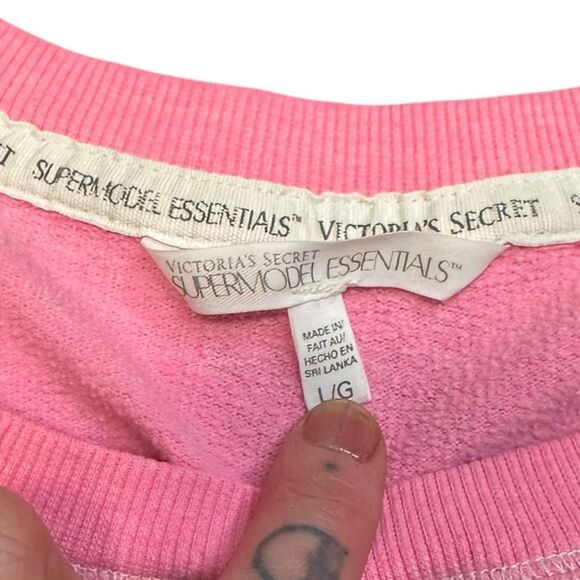 SUPERMODEL ESSENTIALS™ VICTORIA'S SECRET
VICTORIA'S SECRET
SUPERMODEL ESSENTIALS™
MADE IN/
FAIT AU/
HECHO EN
SRI LANKA
L/G